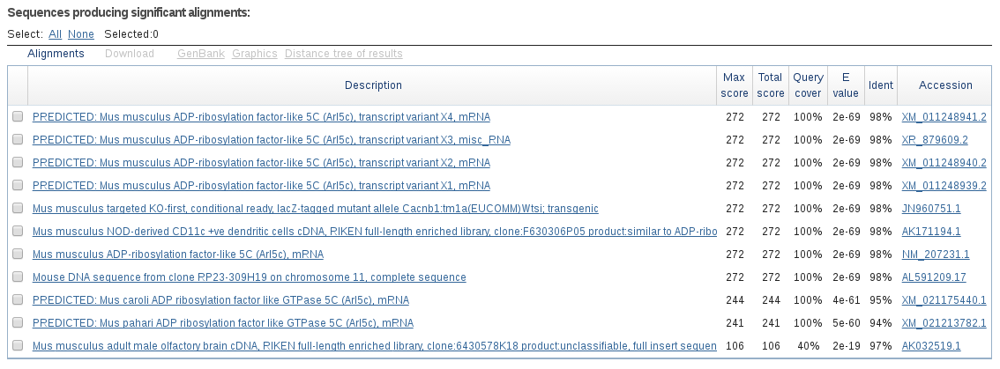 Sequences producing significant alignments:
Select: All None Selected:0
Alignments Download GenBank Graphics Distance tree of results
Description Max score Total score Query cover E value Ident Accession
PREDICTED: Mus musculus ADP-ribosylation factor-like 5C (Arl5c), transcript variant X4, mRNA 272 272 100% 2e-69 98% XM_011248941.2
PREDICTED: Mus musculus ADP-ribosylation factor-like 5C (Arl5c), transcript variant X3, misc_RNA 272 272 100% 2e-69 98% XR_879609.2
PREDICTED: Mus musculus ADP-ribosylation factor-like 5C (Arl5c), transcript variant X2, mRNA 272 272 100% 2e-69 98% XM_011248940.2
PREDICTED: Mus musculus ADP-ribosylation factor-like 5C (Arl5c), transcript variant X1, mRNA 272 272 100% 2e-69 98% XM_011248939.2
Mus musculus targeted KO-first, conditional ready, lacZ-tagged mutant allele Cacnb1:tm1a(EUCOMM)Wtsi; transgenic 272 272 100% 2e-69 98% JN960751.1
Mus musculus NOD-derived CD11c +ve dendritic cells cDNA, RIKEN full-length enriched library, clone:F630306P05 product:similar to ADP-ribo 272 272 100% 2e-69 98% AK171194.1
Mus musculus ADP-ribosylation factor-like 5C (Arl5c), mRNA 272 272 100% 2e-69 98% NM_207231.1
Mouse DNA sequence from clone RP23-309H19 on chromosome 11, complete sequence 272 272 100% 2e-69 98% AL591209.17
PREDICTED: Mus caroli ADP ribosylation factor like GTPase 5C (Arl5c), mRNA 244 244 100% 4e-61 95% XM_021175440.1
PREDICTED: Mus pahari ADP ribosylation factor like GTPase 5C (Arl5c), mRNA 241 241 100% 5e-60 94% XM_021213782.1
Mus musculus adult male olfactory brain cDNA, RIKEN full-length enriched library, clone:6430578K18 product:unclassifiable, full insert sequen 106 106 40% 2e-19 97% AK032519.1